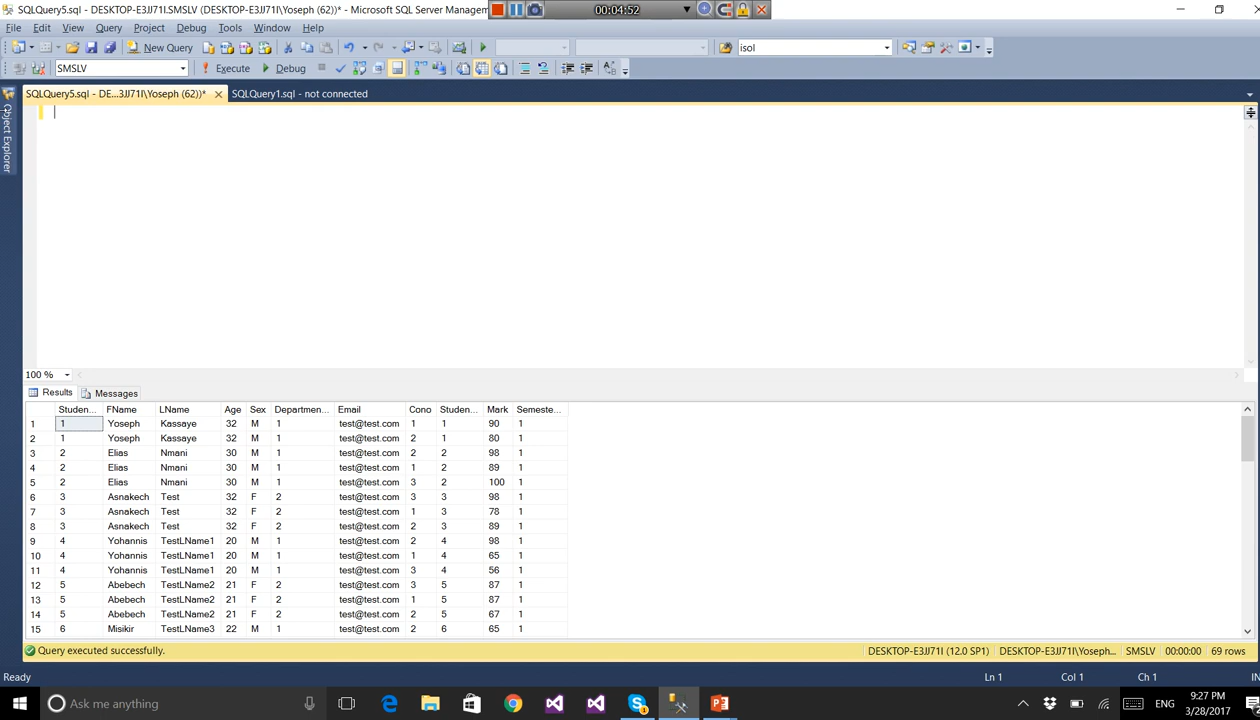 SQLQuery5.sql - DESKTOP-E3JJ71I.SMSLV (DESKTOP-E3JJ71I\Yoseph (62))* - Microsoft SQL Server Manag
00:04:52
File Edit View Query Project Debug Tools Window Help
New Query isol
SMSLV Execute Debug
SQLQuery5.sql - DE...3JJ71I\Yoseph (62))* SQLQuery1.sql - not connected
Object Explorer
100 %
Results Messages
Studen... FName LName Age Sex Departmen... Email Cono Studen... Mark Semeste...
1 1 Yoseph Kassaye 32 M 1 test@test.com 1 1 90 1
2 1 Yoseph Kassaye 32 M 1 test@test.com 2 1 80 1
3 2 Elias Nmani 30 M 1 test@test.com 2 2 98 1
4 2 Elias Nmani 30 M 1 test@test.com 1 2 89 1
5 2 Elias Nmani 30 M 1 test@test.com 3 2 100 1
6 3 Asnakech Test 32 F 2 test@test.com 3 3 98 1
7 3 Asnakech Test 32 F 2 test@test.com 1 3 78 1
8 3 Asnakech Test 32 F 2 test@test.com 2 3 89 1
9 4 Yohannis TestLName1 20 M 1 test@test.com 2 4 98 1
10 4 Yohannis TestLName1 20 M 1 test@test.com 1 4 65 1
11 4 Yohannis TestLName1 20 M 1 test@test.com 3 4 56 1
12 5 Abebech TestLName2 21 F 2 test@test.com 3 5 87 1
13 5 Abebech TestLName2 21 F 2 test@test.com 1 5 87 1
14 5 Abebech TestLName2 21 F 2 test@test.com 2 5 67 1
15 6 Misikir TestLName3 22 M 1 test@test.com 2 6 65 1
Query executed successfully. DESKTOP-E3JJ71I (12.0 SP1) DESKTOP-E3JJ71I\Yoseph... SMSLV 00:00:00 69 rows
Ready Ln 1 Col 1 Ch 1 IN
Ask me anything ENG 9:27 PM
3/28/2017